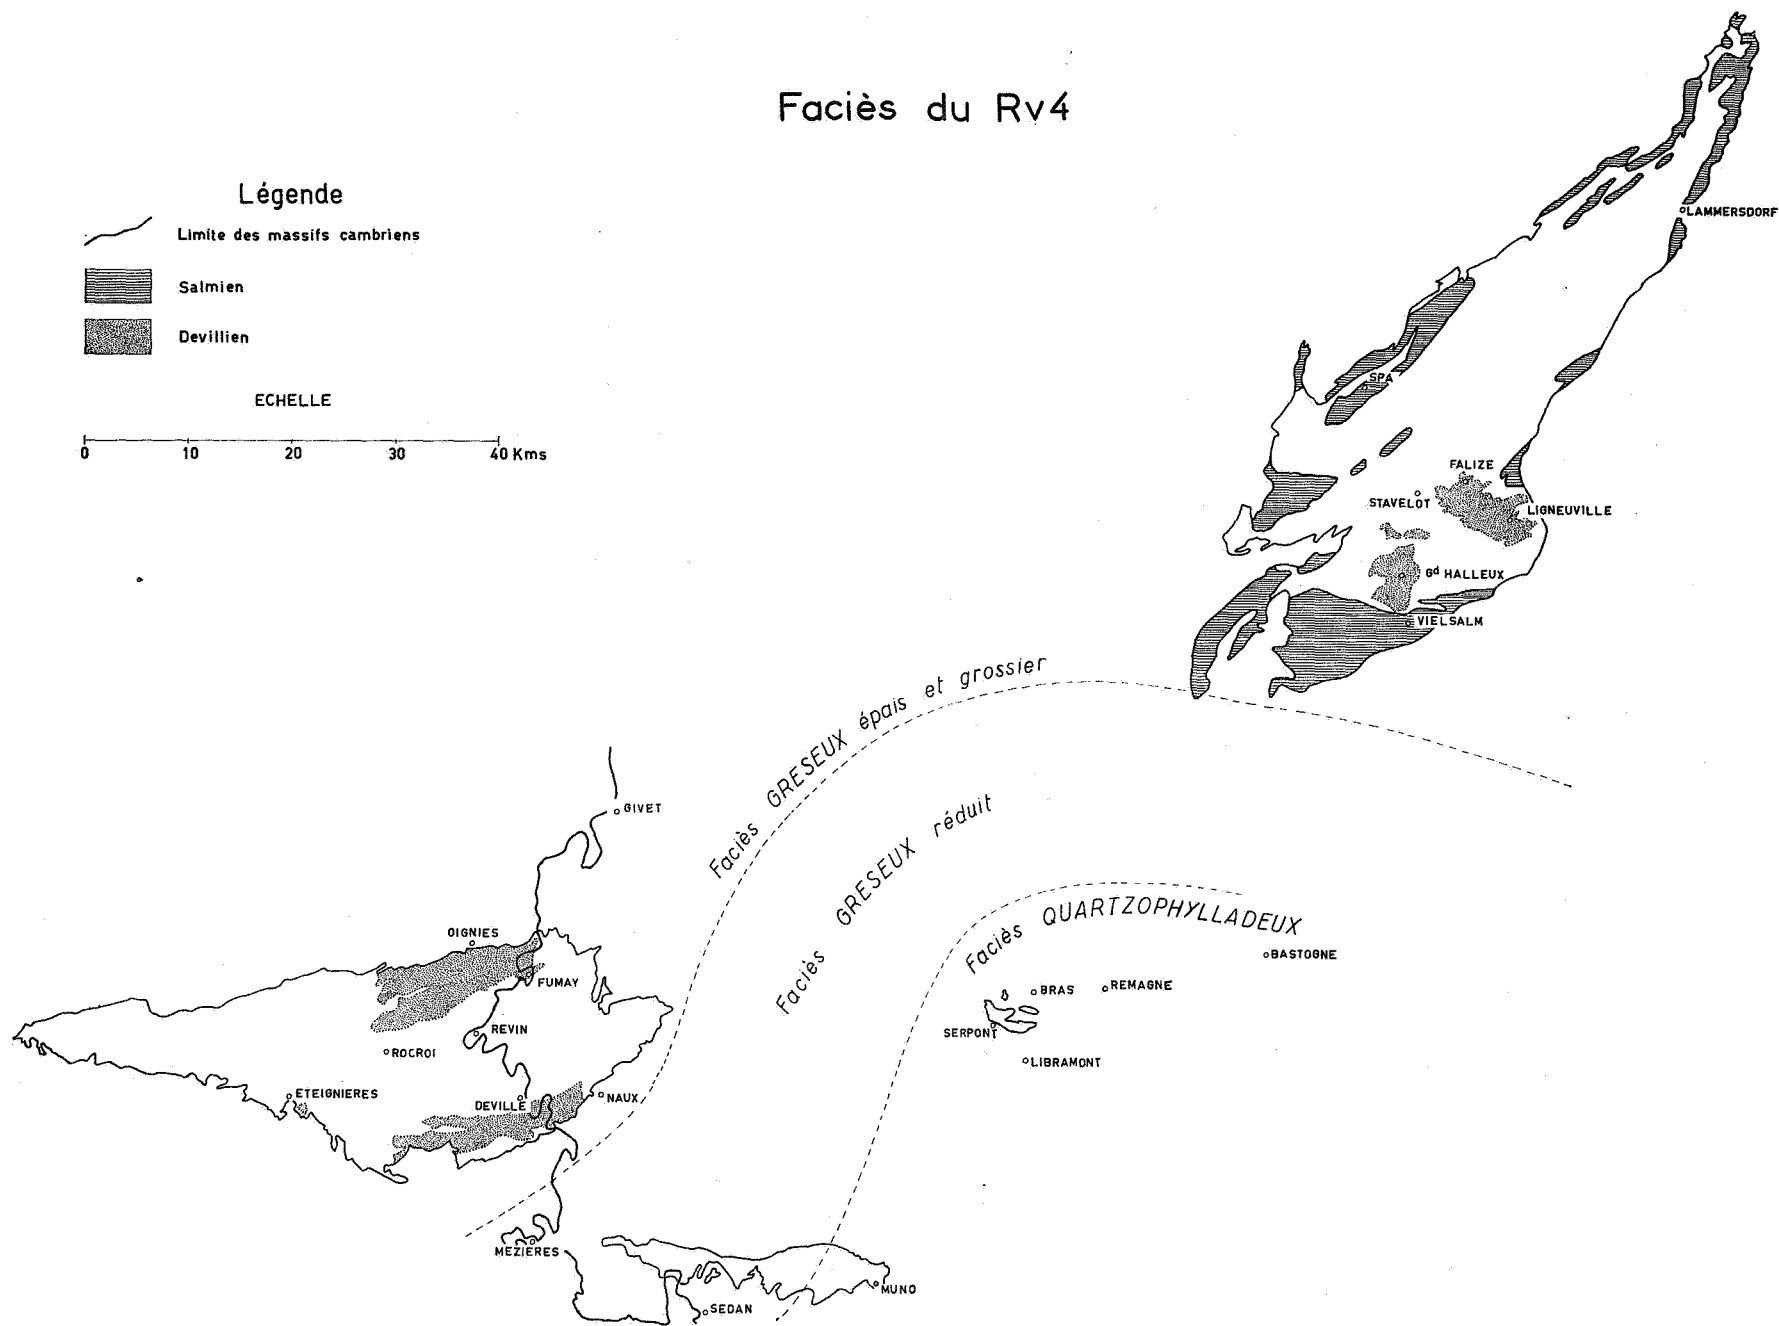 Faciès du Rv4
Légende
Limite des massifs cambriens
Salmien
Devillien
ECHELLE
0 10 20 30 40 Kms
LAMMERSDORF
SPA
FALIZE
STAVELOT
LIGNEUVILLE
Gd HALLEUX
VIELSALM
Faciès GRESEUX épais et grossier
GIVET
Faciès GRESEUX réduit
Faciès QUARTZOPHYLLADEUX
OIGNIES
BASTOGNE
FUMAY
BRAS
REMAGNE
REVIN
SERPONT
ROCROI
LIBRAMONT
ETEIGNIERES
DEVILLE
NAUX
MEZIERES
MUNO
SEDAN